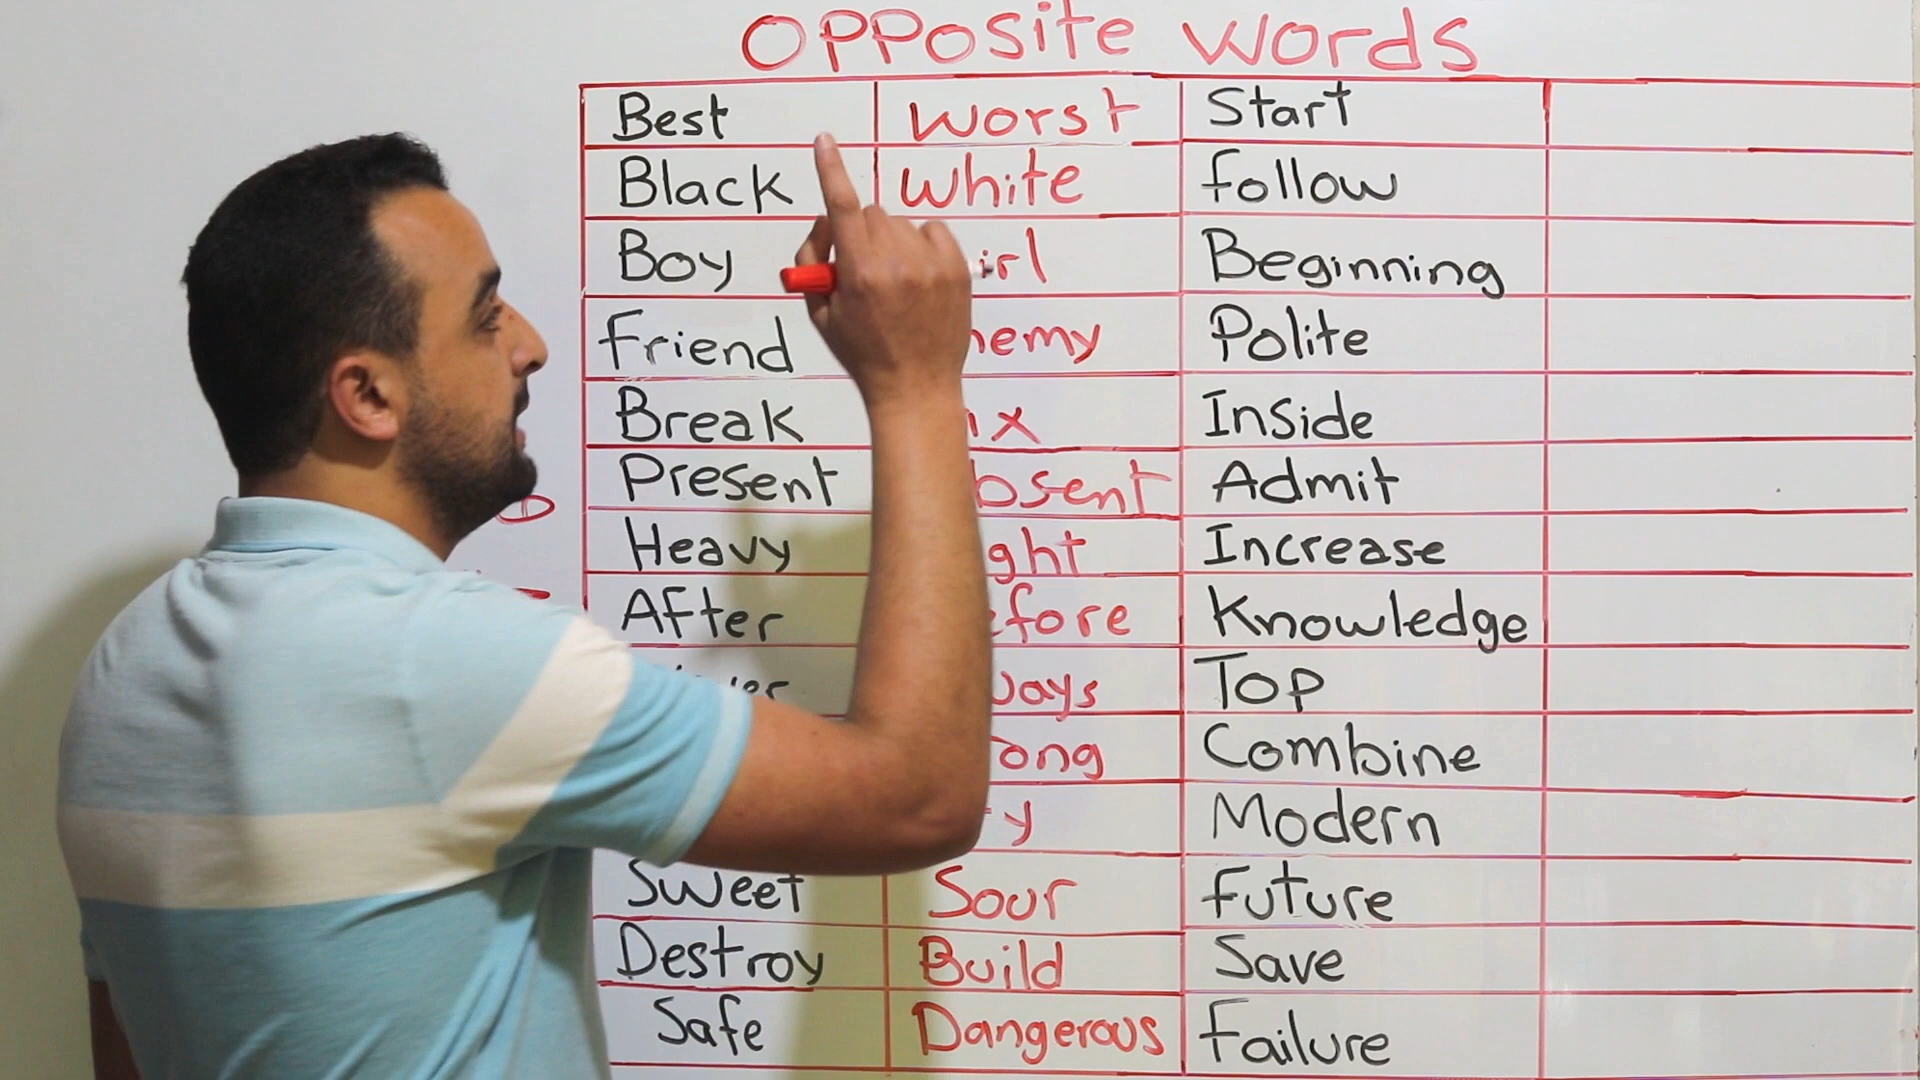 OPPosite Words
Best worst Start
Black white follow
Boy Beginning
Friend Polite
Break Inside
Present Admit
Heavy Increase
After Knowledge
Top
Combine
Modern
Sweet Sour future
Destroy Build Save
Safe Dangerous failure